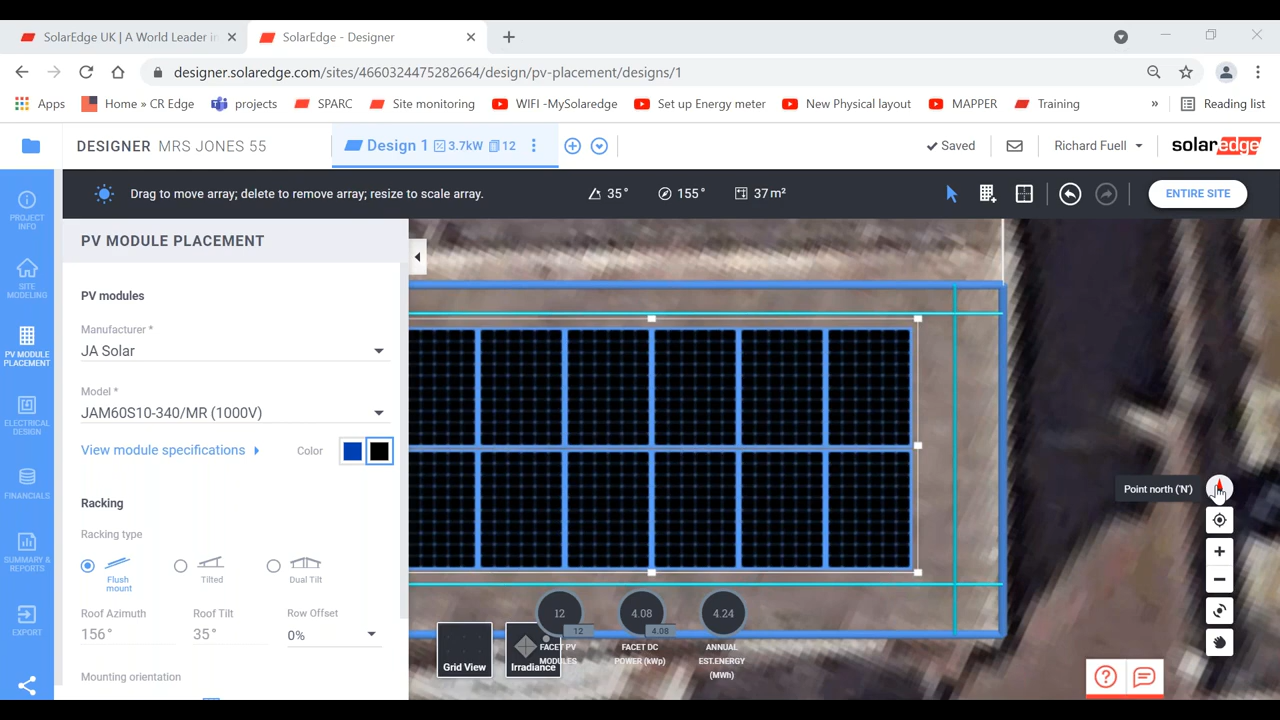 SolarEdge UK | A World Leader in
SolarEdge - Designer
designer.solaredge.com/sites/4660324475282664/design/pv-placement/designs/1
Apps
Home » CR Edge
projects
SPARC
Site monitoring
WIFI -MySolaredge
Set up Energy meter
New Physical layout
MAPPER
Training
»
Reading list
DESIGNER MRS JONES 55
Design 1 3.7kW 12
Saved
Richard Fuell
solaredge
Drag to move array; delete to remove array; resize to scale array.
35°
155°
37 m²
ENTIRE SITE
PROJECT
INFO
SITE
MODELING
PV MODULE
PLACEMENT
ELECTRICAL
DESIGN
FINANCIALS
SUMMARY &
REPORTS
EXPORT
PV MODULE PLACEMENT
PV modules
Manufacturer *
JA Solar
Model *
JAM60S10-340/MR (1000V)
View module specifications
Color
Racking
Racking type
Flush
mount
Tilted
Dual Tilt
Roof Azimuth
156°
Roof Tilt
35°
Row Offset
0%
Mounting orientation
Point north ('N')
Grid View
Irradiance
12
12
FACET PV
MODULES
4.08
4.08
FACET DC
POWER (kWp)
4.24
ANNUAL
EST.ENERGY
(MWh)